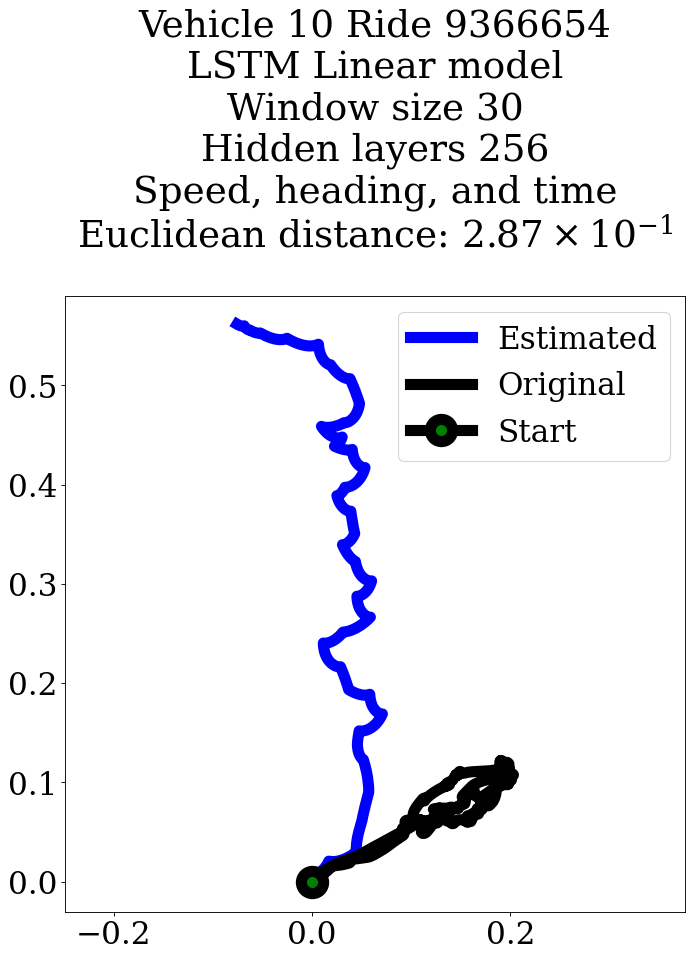 Vehicle 10 Ride 9366654
LSTM Linear model
Window size 30
Hidden layers 256
Speed, heading, and time
Euclidean distance: 2.87 × 10⁻¹
Estimated
Original
Start
0.5
0.4
0.3
0.2
0.1
0.0
−0.2 0.0 0.2